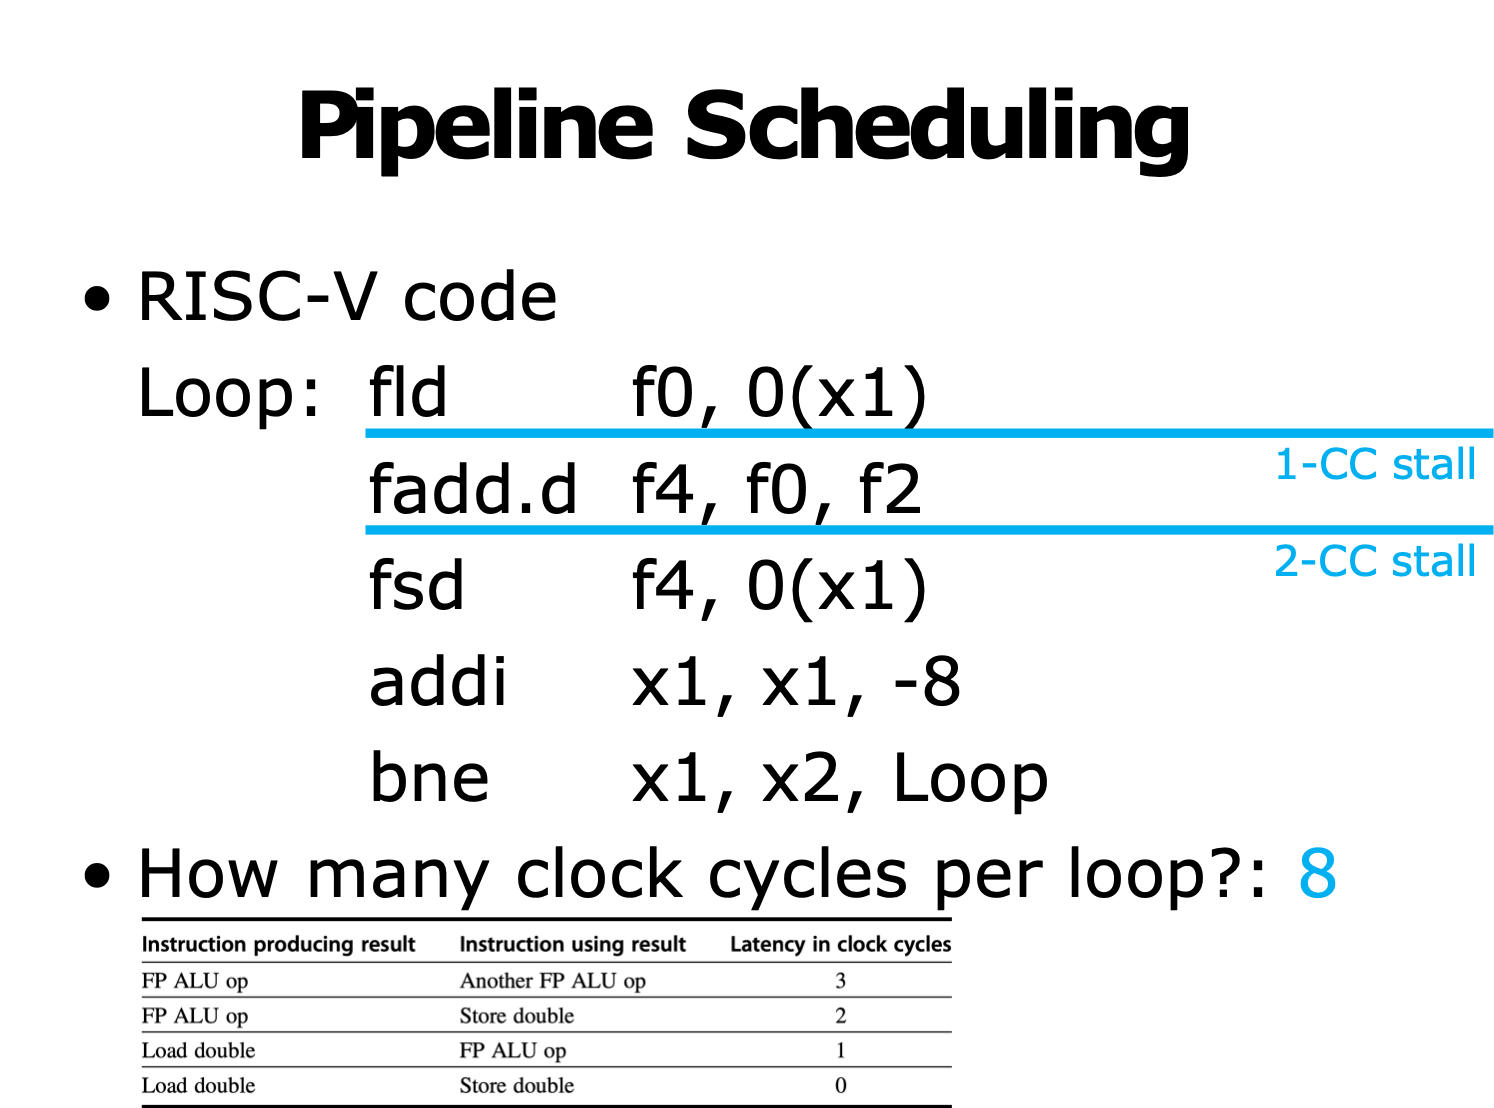 Pipeline Scheduling
• RISC-V code
Loop: fld f0, 0(x1)
1-CC stall
fadd.d f4, f0, f2
2-CC stall
fsd f4, 0(x1)
addi x1, x1, -8
bne x1, x2, Loop
• How many clock cycles per loop?: 8
Instruction producing result Instruction using result Latency in clock cycles
FP ALU op Another FP ALU op 3
FP ALU op Store double 2
Load double FP ALU op 1
Load double Store double 0